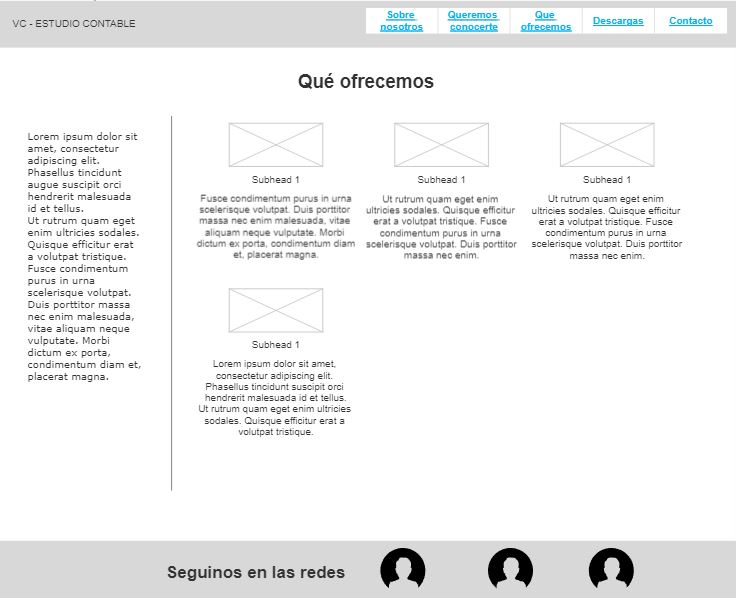 VC - ESTUDIO CONTABLE
Sobre
nosotros
Queremos
conocerte
Que
ofrecemos
Descargas
Contacto
Qué ofrecemos
Lorem ipsum dolor sit
amet, consectetur
adipiscing elit.
Phasellus tincidunt
augue suscipit orci
hendrerit malesuada
id et tellus.
Ut rutrum quam eget
enim ultricies sodales.
Quisque efficitur erat
a volutpat tristique.
Fusce condimentum
purus in urna
scelerisque volutpat.
Duis porttitor massa
nec enim malesuada,
vitae aliquam neque
vulputate. Morbi
dictum ex porta,
condimentum diam et,
placerat magna.
Subhead 1
Fusce condimentum purus in urna
scelerisque volutpat. Duis porttitor
massa nec enim malesuada, vitae
aliquam neque vulputate. Morbi
dictum ex porta, condimentum diam
et, placerat magna.
Subhead 1
Ut rutrum quam eget enim
ultricies sodales. Quisque efficitur
erat a volutpat tristique. Fusce
condimentum purus in urna
scelerisque volutpat. Duis porttitor
massa nec enim.
Subhead 1
Ut rutrum quam eget enim
ultricies sodales. Quisque efficitur
erat a volutpat tristique. Fusce
condimentum purus in urna
scelerisque volutpat. Duis porttitor
massa nec enim.
Subhead 1
Lorem ipsum dolor sit amet,
consectetur adipiscing elit.
Phasellus tincidunt suscipit orci
hendrerit malesuada id et tellus.
Ut rutrum quam eget enim ultricies
sodales. Quisque efficitur erat a
volutpat tristique.
Seguinos en las redes